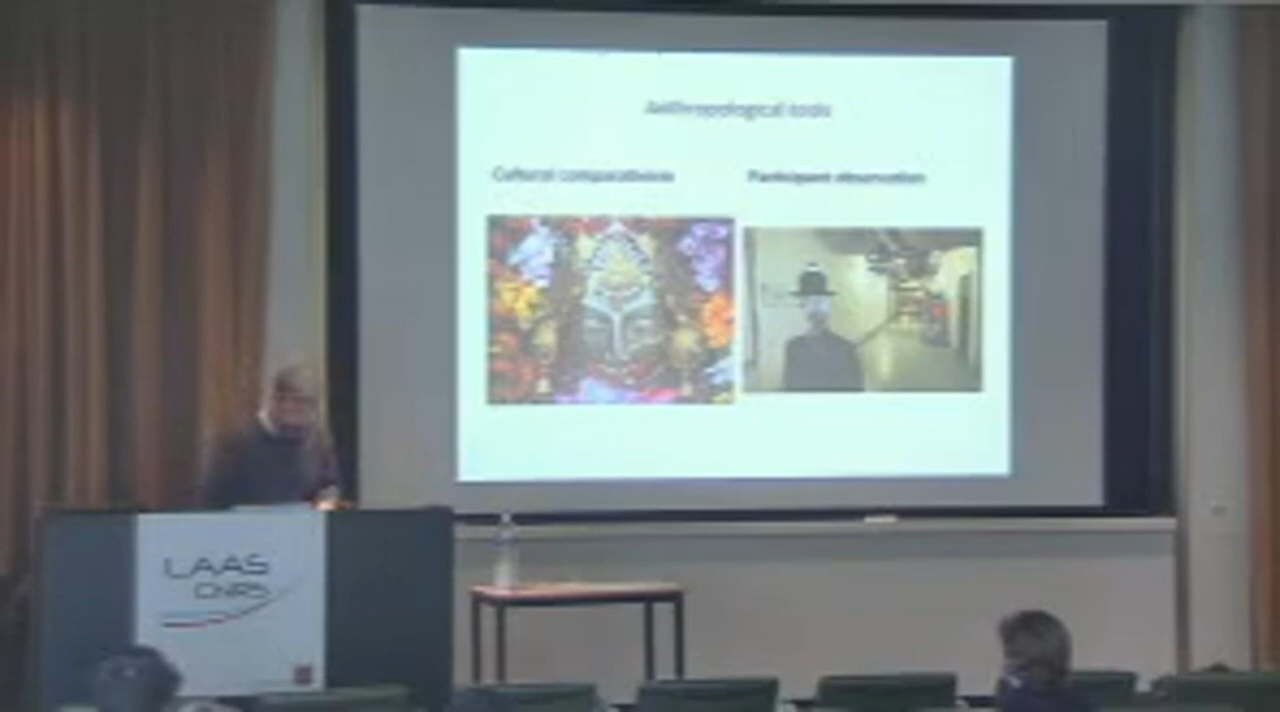 Anthropological tools
Cultural comparativism
Participant observation
LAAS
CNRS